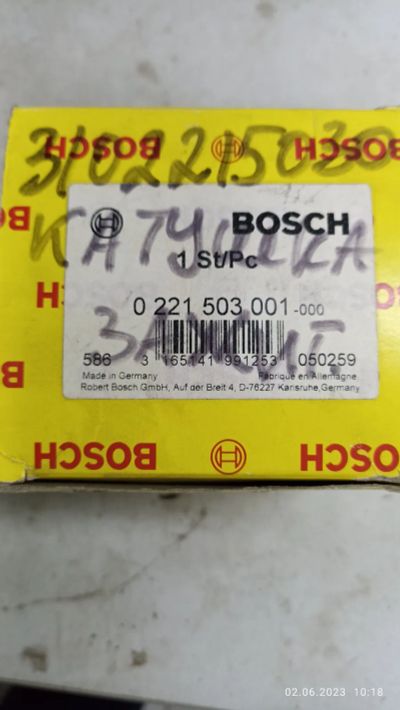 BOSCH BOSCH
3102215030
BOSCH
КАТУШКА
1 St/Pc
0 221 503 001-000
586 3 165141 991253 050259
Made in Germany Fabriqué en Allemagne
Robert Bosch GmbH, Auf der Breit 4, D-76227 Karlsruhe,Germany
BOSCH BOSCH
02.06.2023 10:18